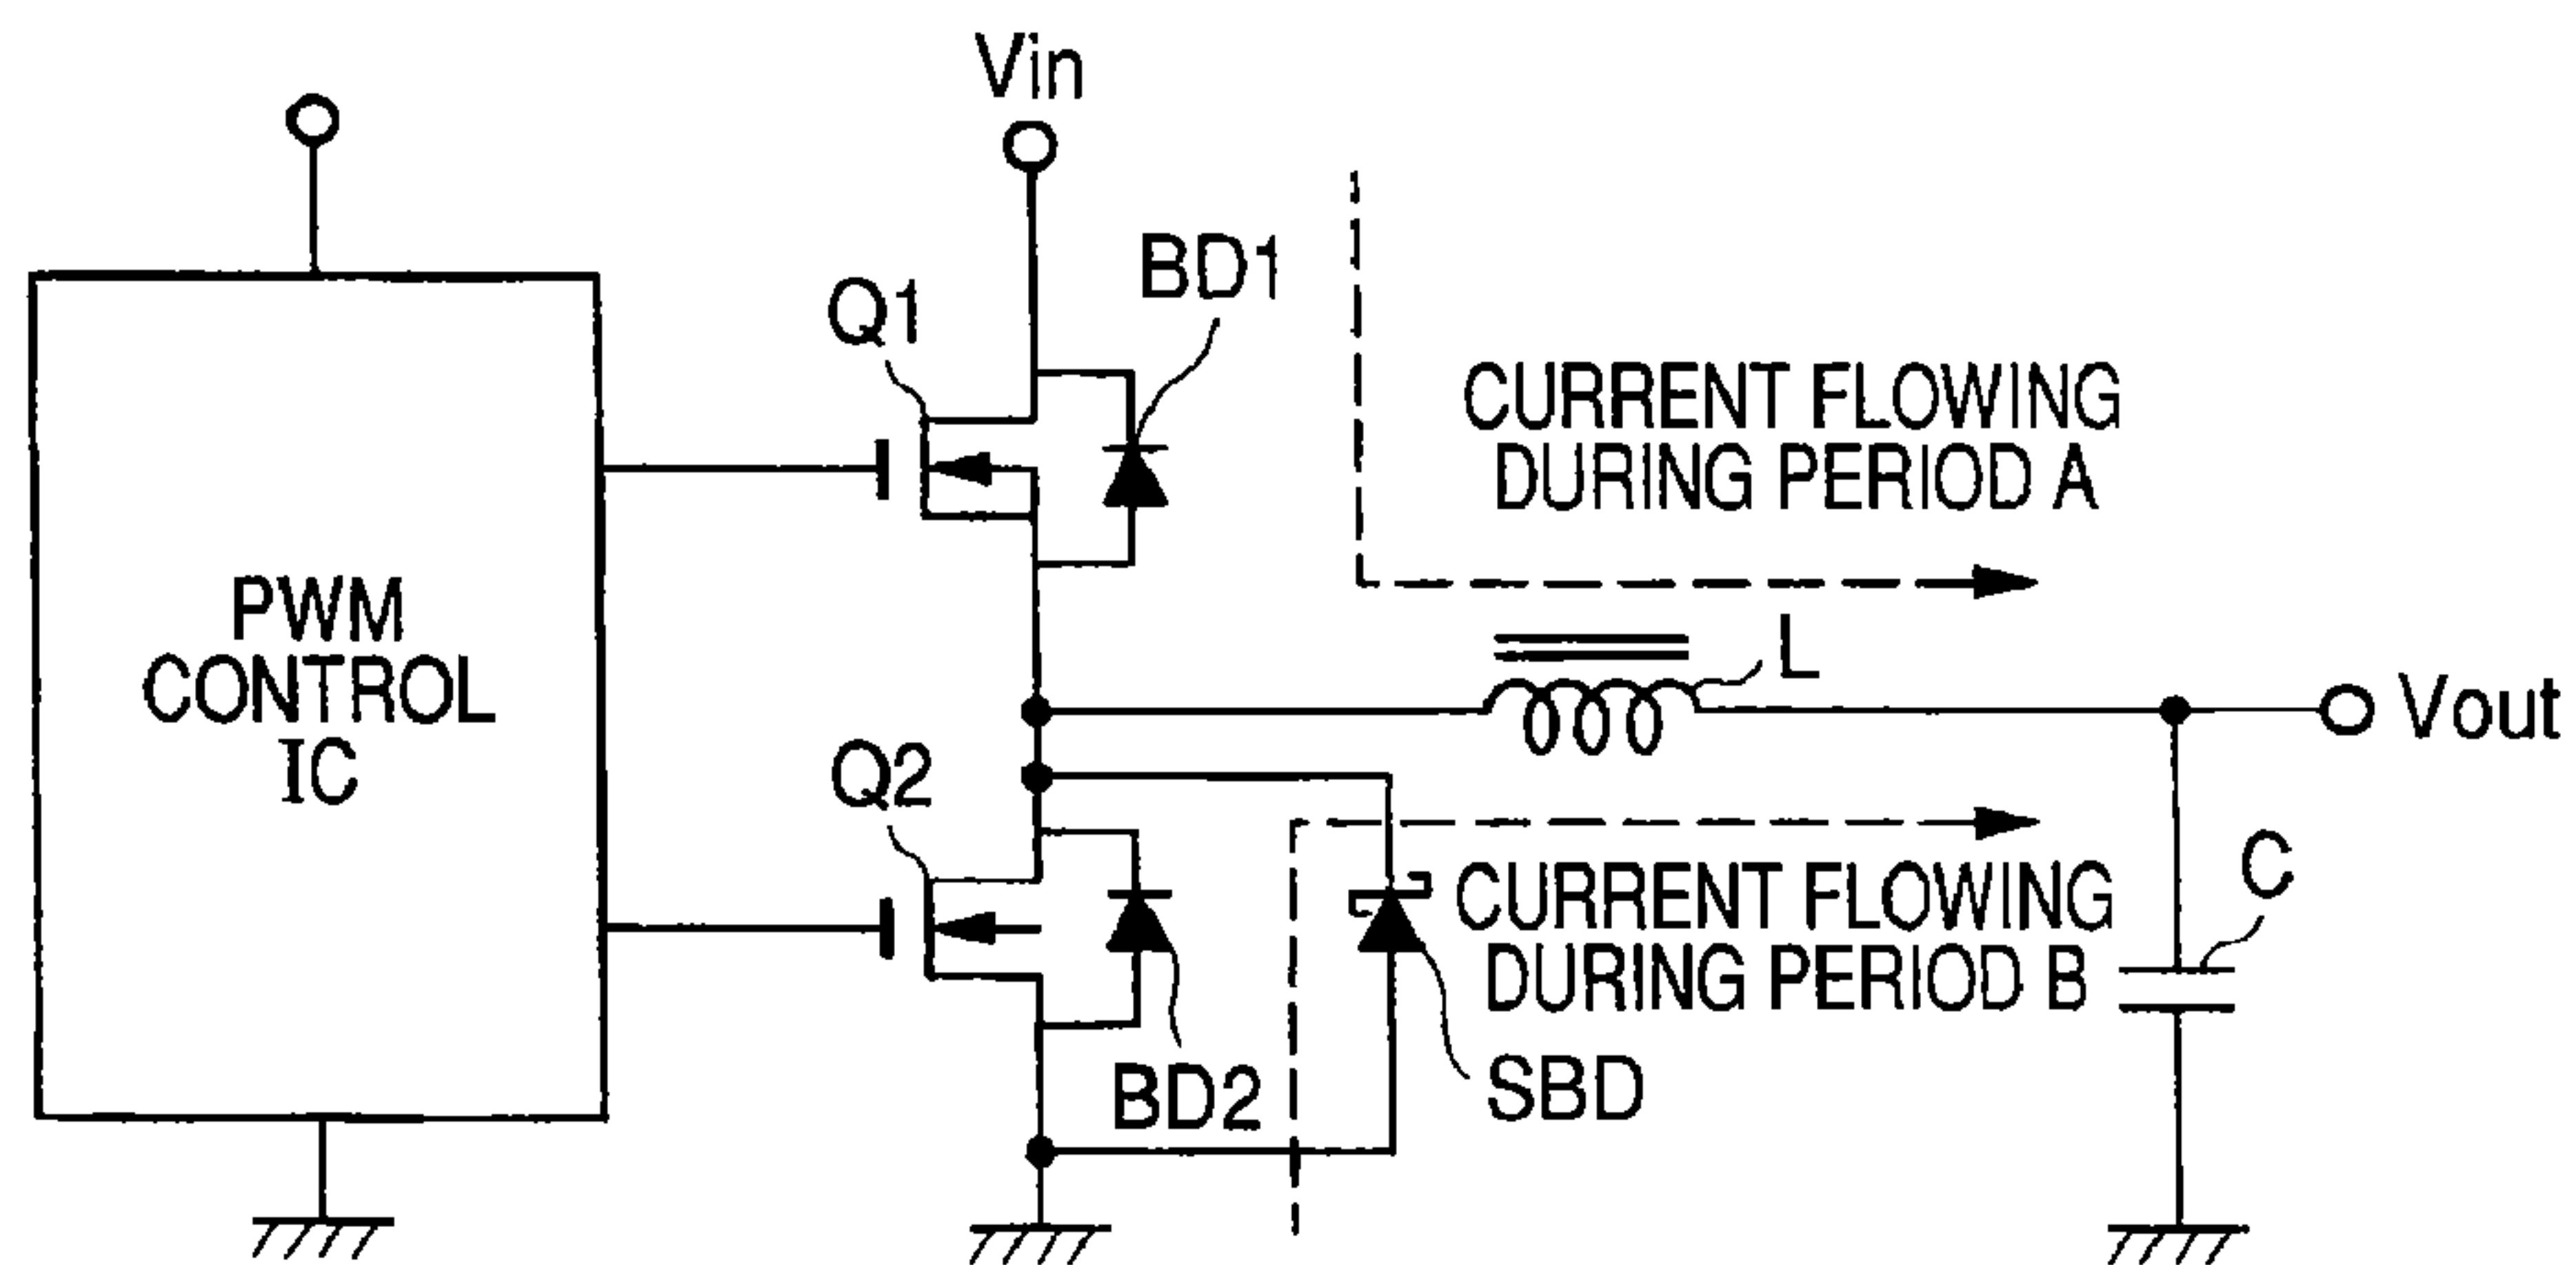 Vin
BD1
Q1
CURRENT FLOWING
DURING PERIOD A
PWM
CONTROL
IC
L
Vout
Q2
C
CURRENT FLOWING
DURING PERIOD B
BD2
SBD